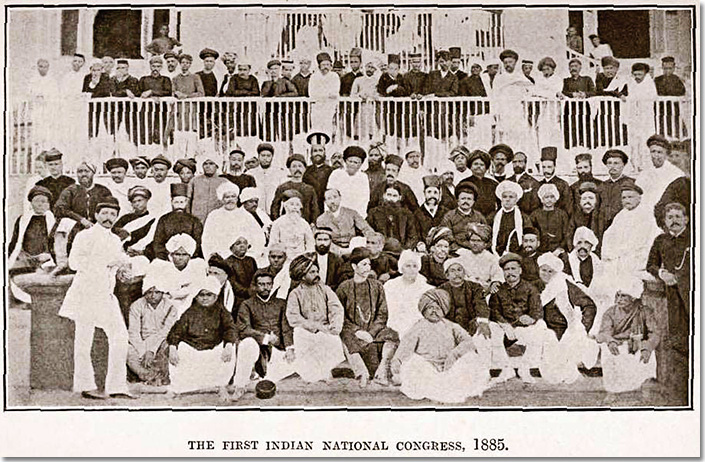 THE FIRST INDIAN NATIONAL CONGRESS, 1885.